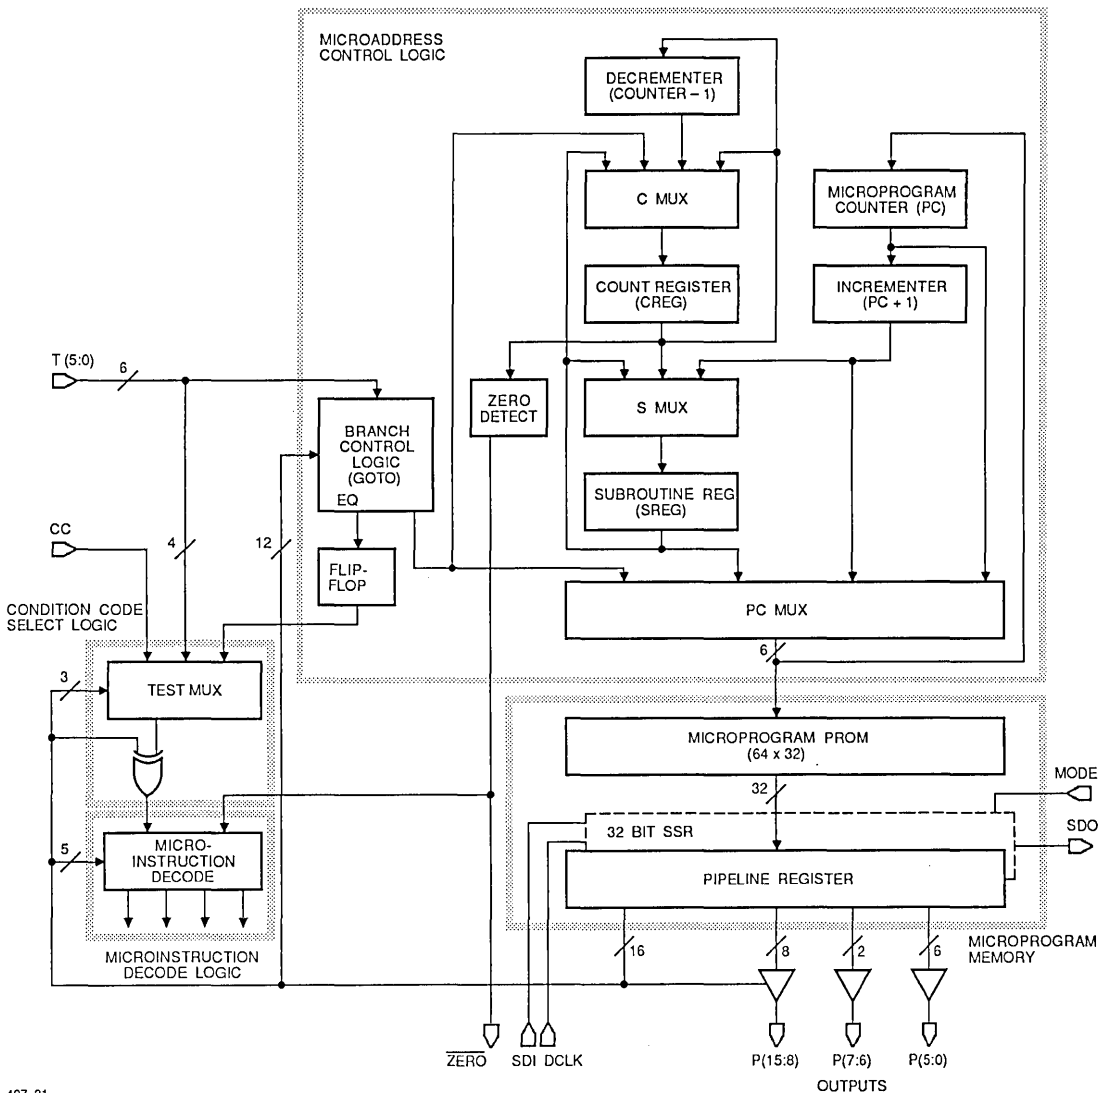 MICROADDRESS
CONTROL LOGIC
DECREMENTER
(COUNTER – 1)
C MUX
MICROPROGRAM
COUNTER (PC)
COUNT REGISTER
(CREG)
INCREMENTER
(PC + 1)
T (5:0)
6
ZERO
DETECT
S MUX
BRANCH
CONTROL
LOGIC
(GOTO)
EQ
SUBROUTINE REG
(SREG)
CC
4
12
FLIP-
FLOP
PC MUX
6
CONDITION CODE
SELECT LOGIC
3
TEST MUX
MICROPROGRAM PROM
(64 x 32)
32
MODE
32 BIT SSR
SDO
5
MICRO-
INSTRUCTION
DECODE
PIPELINE REGISTER
MICROINSTRUCTION
DECODE LOGIC
16
8
2
6
MICROPROGRAM
MEMORY
ZERO
SDI DCLK
P(15:8)
P(7:6)
P(5:0)
OUTPUTS